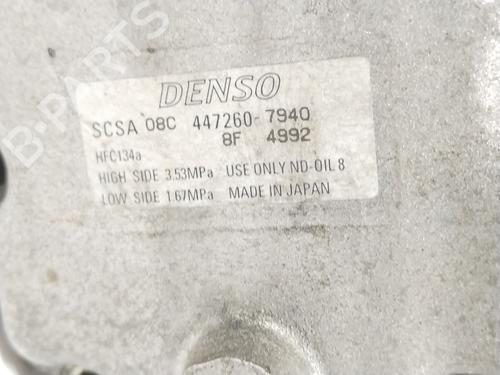 DENSO
SCSA 08C 447260-7940
8F 4992
HFC134a
HIGH SIDE 3.53MPa USE ONLY ND-OIL 8
LOW SIDE 1.67MPa MADE IN JAPAN
B-PARTS